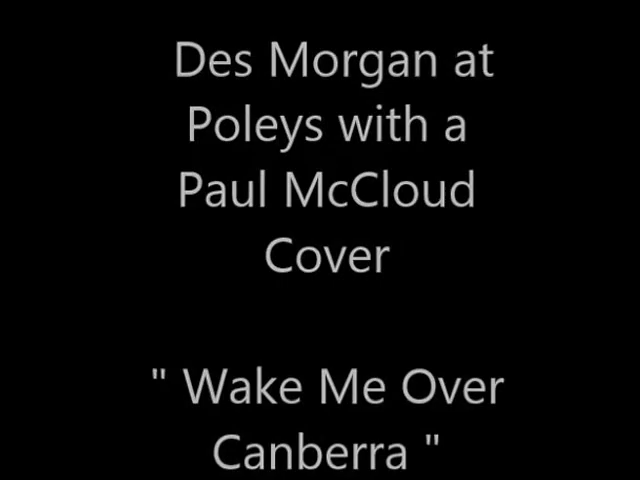 Des Morgan at
Poleys with a
Paul McCloud
Cover
" Wake Me Over
Canberra "